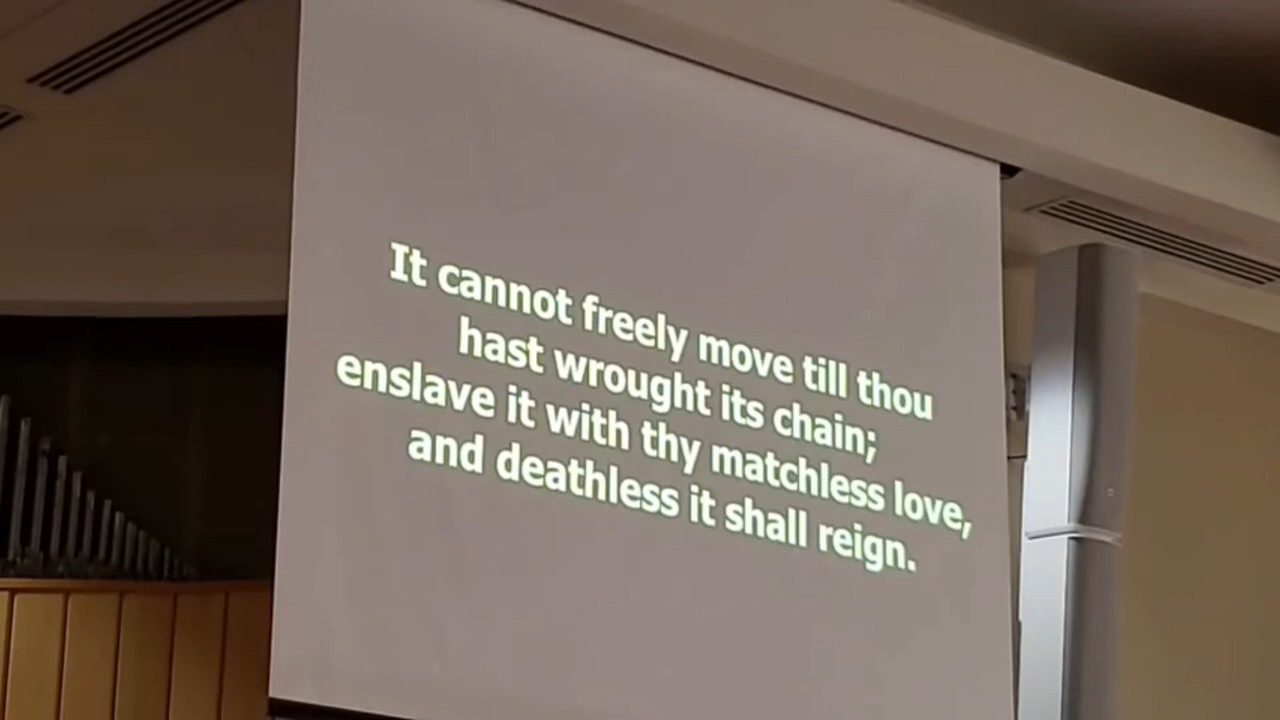 It cannot freely move till thou
hast wrought its chain;
enslave it with thy matchless love,
and deathless it shall reign.